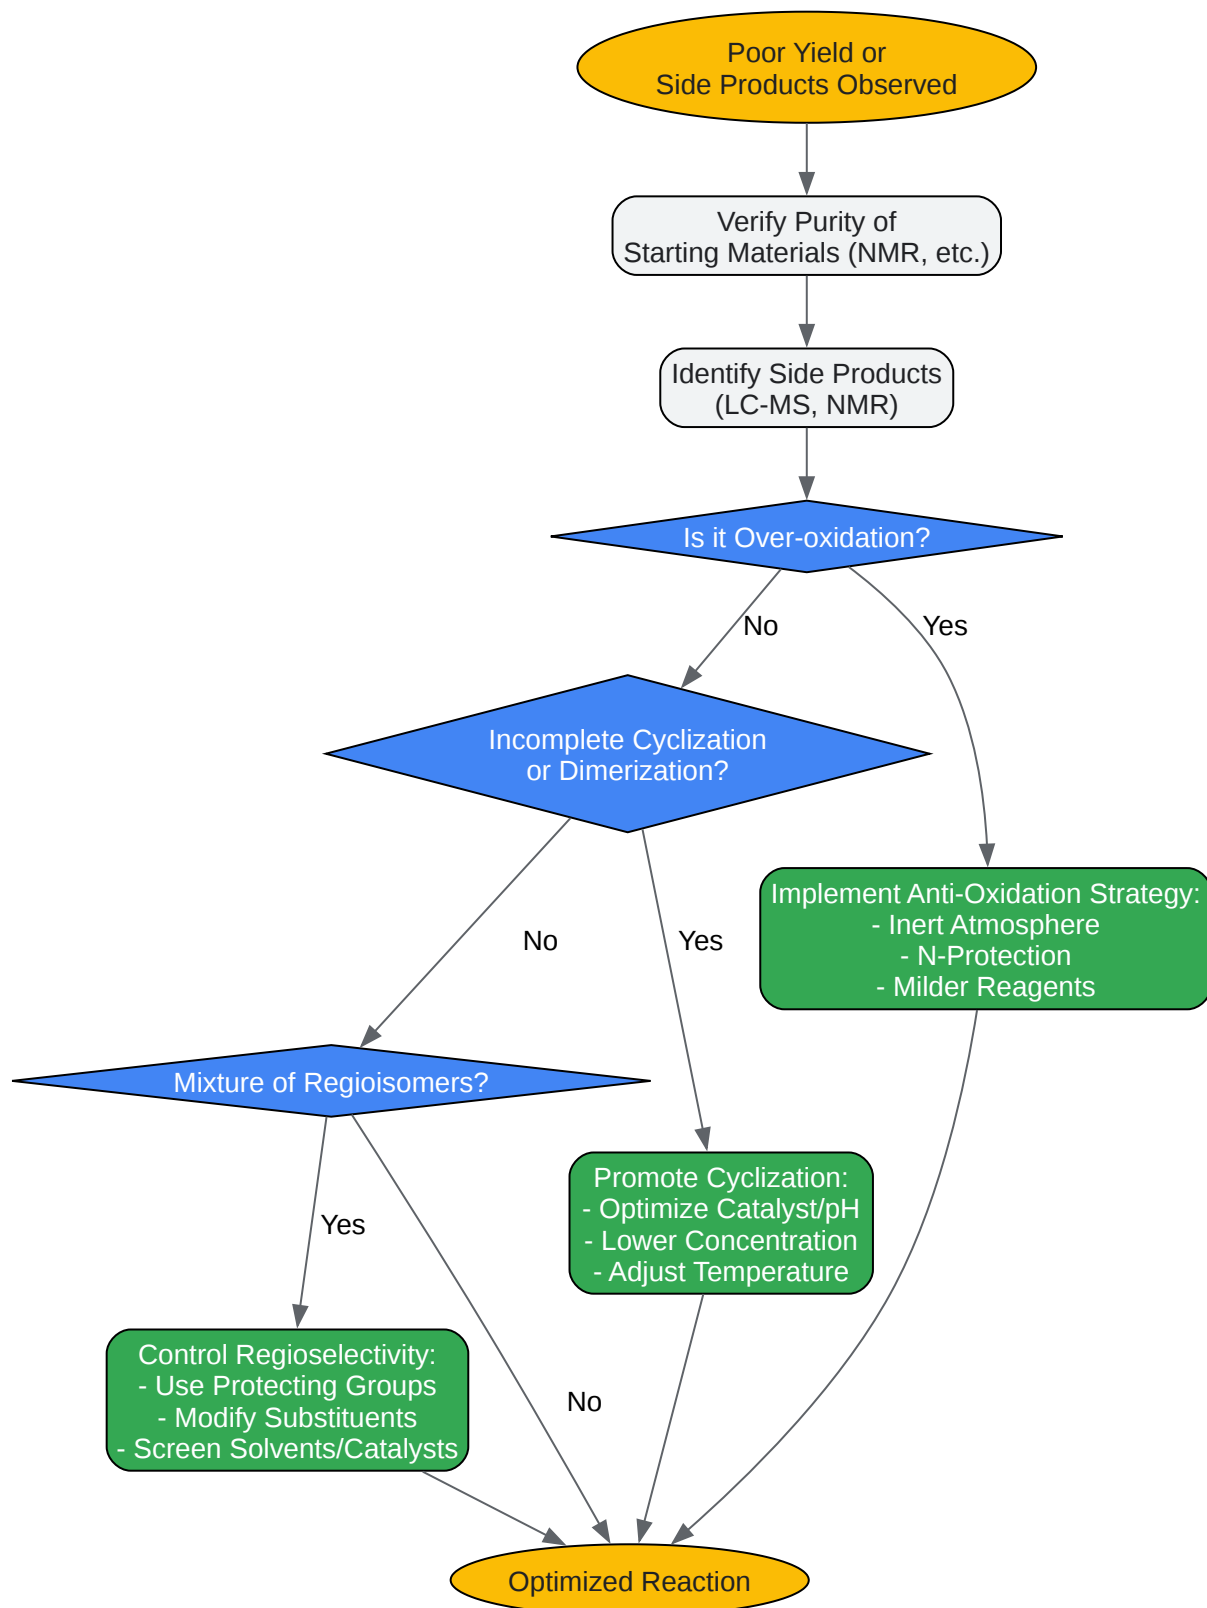 Poor Yield or
Side Products Observed
Verify Purity of
Starting Materials (NMR, etc.)
Identify Side Products
(LC-MS, NMR)
Is it Over-oxidation?
No
Yes
Incomplete Cyclization
or Dimerization?
Implement Anti-Oxidation Strategy:
- Inert Atmosphere
- N-Protection
- Milder Reagents
No
Yes
Mixture of Regioisomers?
Promote Cyclization:
- Optimize Catalyst/pH
- Lower Concentration
- Adjust Temperature
Yes
Control Regioselectivity:
- Use Protecting Groups
- Modify Substituents
- Screen Solvents/Catalysts
No
Optimized Reaction